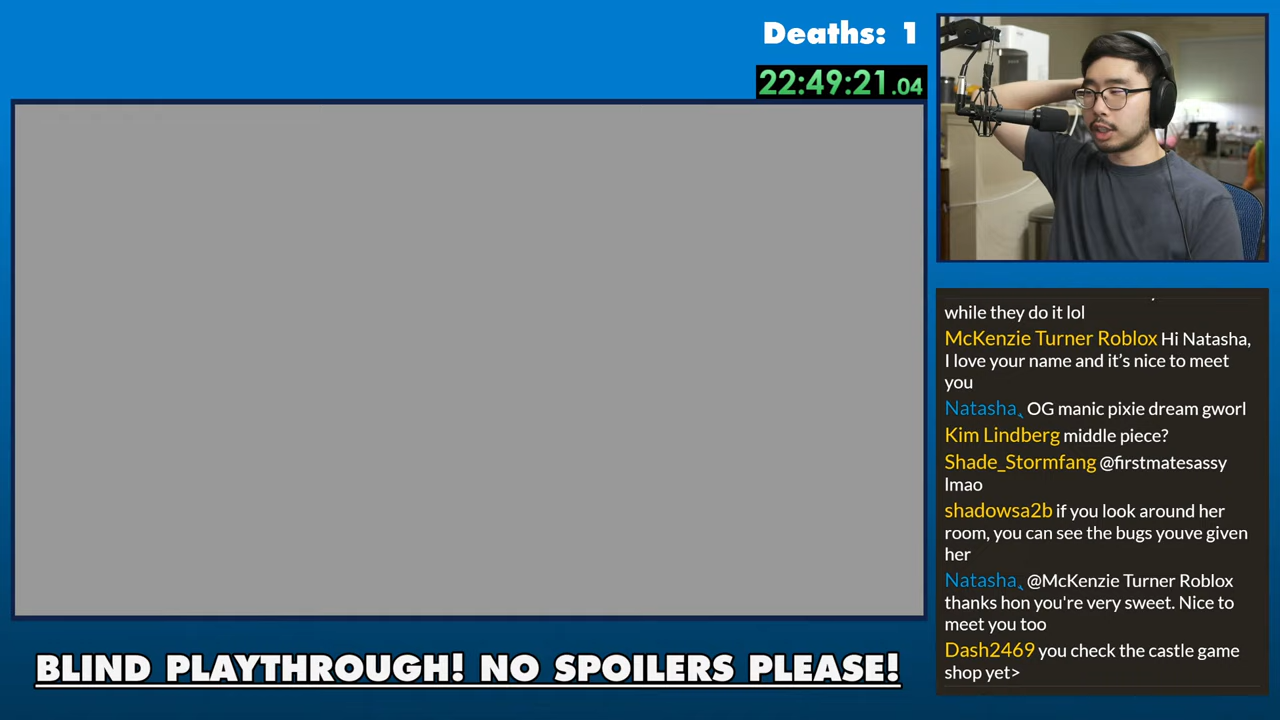 Deaths: 1
22:49:21.04
while they do it lol
McKenzie Turner Roblox Hi Natasha,
I love your name and it's nice to meet
you
Natasha OG manic pixie dream gworl
Kim Lindberg middle piece?
Shade_Stormfang @firstmatesassy
lmao
shadowsa2b if you look around her
room, you can see the bugs youve given
her
Natasha @McKenzie Turner Roblox
thanks hon you're very sweet. Nice to
meet you too
Dash2469 you check the castle game
shop yet>
BLIND PLAYTHROUGH! NO SPOILERS PLEASE!